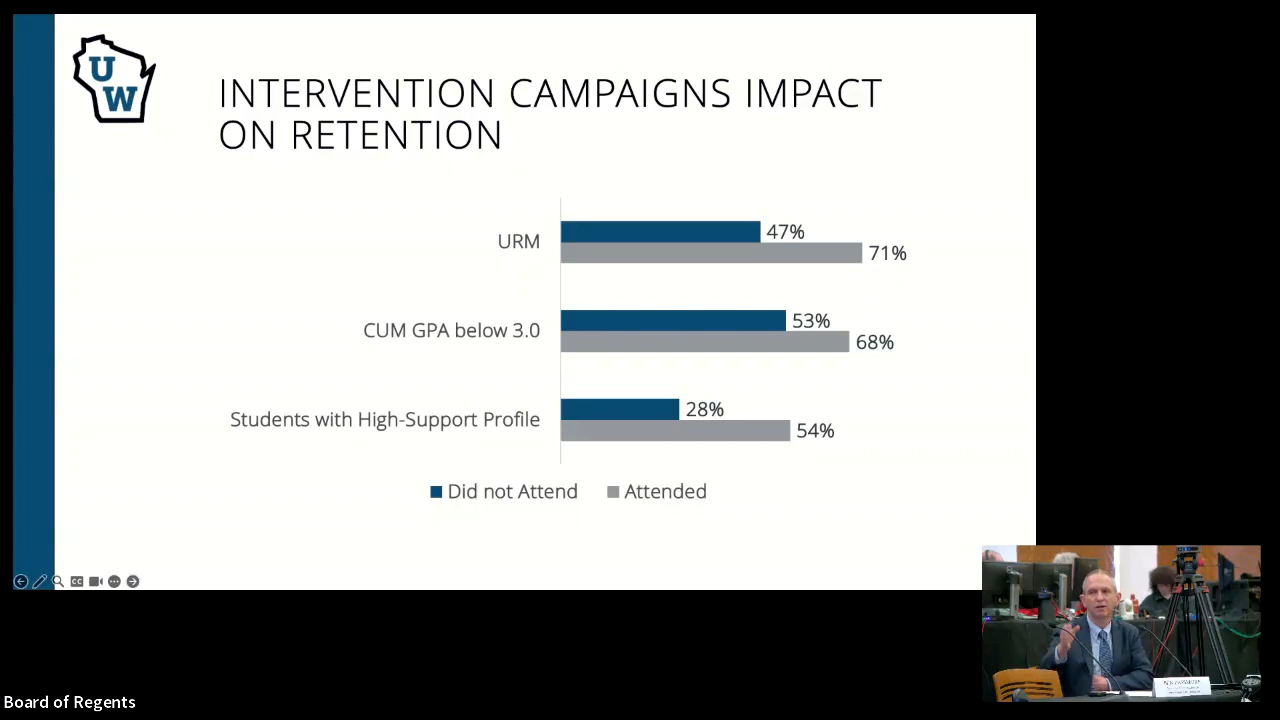 UW
INTERVENTION CAMPAIGNS IMPACT
ON RETENTION
URM
47%
71%
CUM GPA below 3.0
53%
68%
Students with High-Support Profile
28%
54%
Did not Attend
Attended
CC
Board of Regents